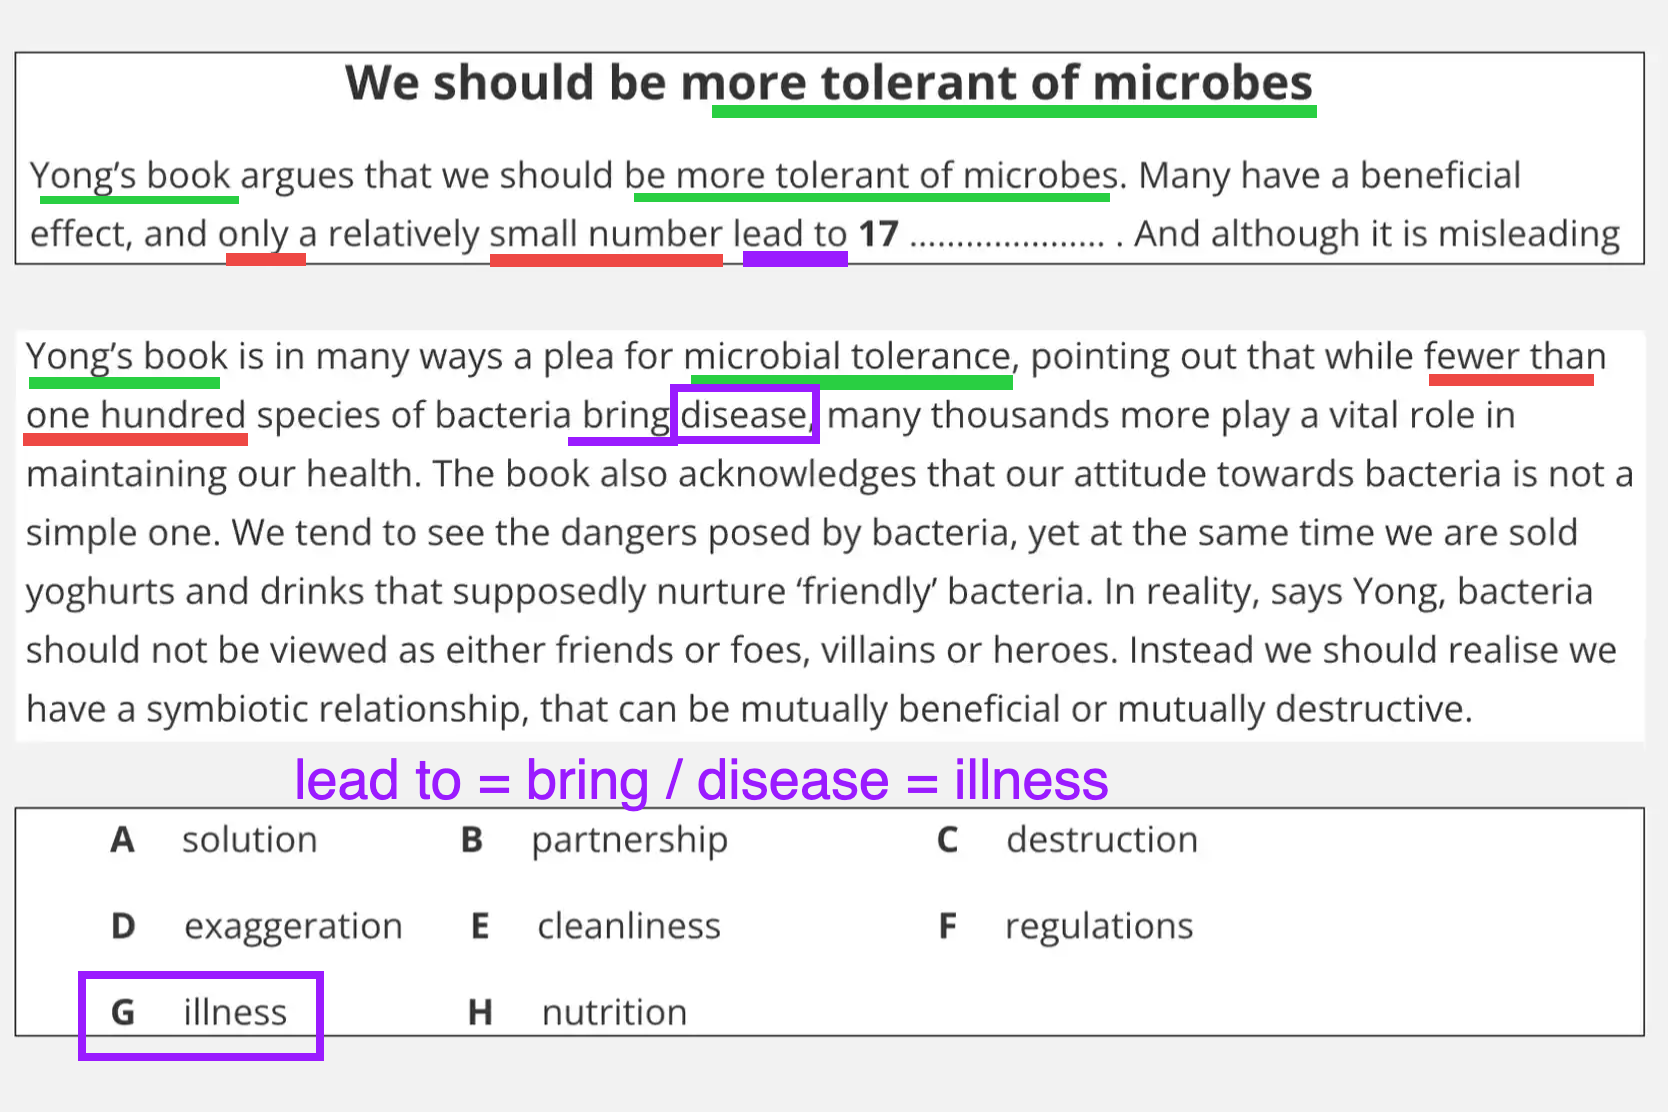 We should be more tolerant of microbes
Yong’s book argues that we should be more tolerant of microbes. Many have a beneficial
effect, and only a relatively small number lead to 17 ..................... . And although it is misleading
Yong’s book is in many ways a plea for microbial tolerance, pointing out that while fewer than
one hundred species of bacteria bring disease, many thousands more play a vital role in
maintaining our health. The book also acknowledges that our attitude towards bacteria is not a
simple one. We tend to see the dangers posed by bacteria, yet at the same time we are sold
yoghurts and drinks that supposedly nurture ‘friendly’ bacteria. In reality, says Yong, bacteria
should not be viewed as either friends or foes, villains or heroes. Instead we should realise we
have a symbiotic relationship, that can be mutually beneficial or mutually destructive.
lead to = bring / disease = illness
A solution B partnership C destruction
D exaggeration E cleanliness F regulations
G illness H nutrition